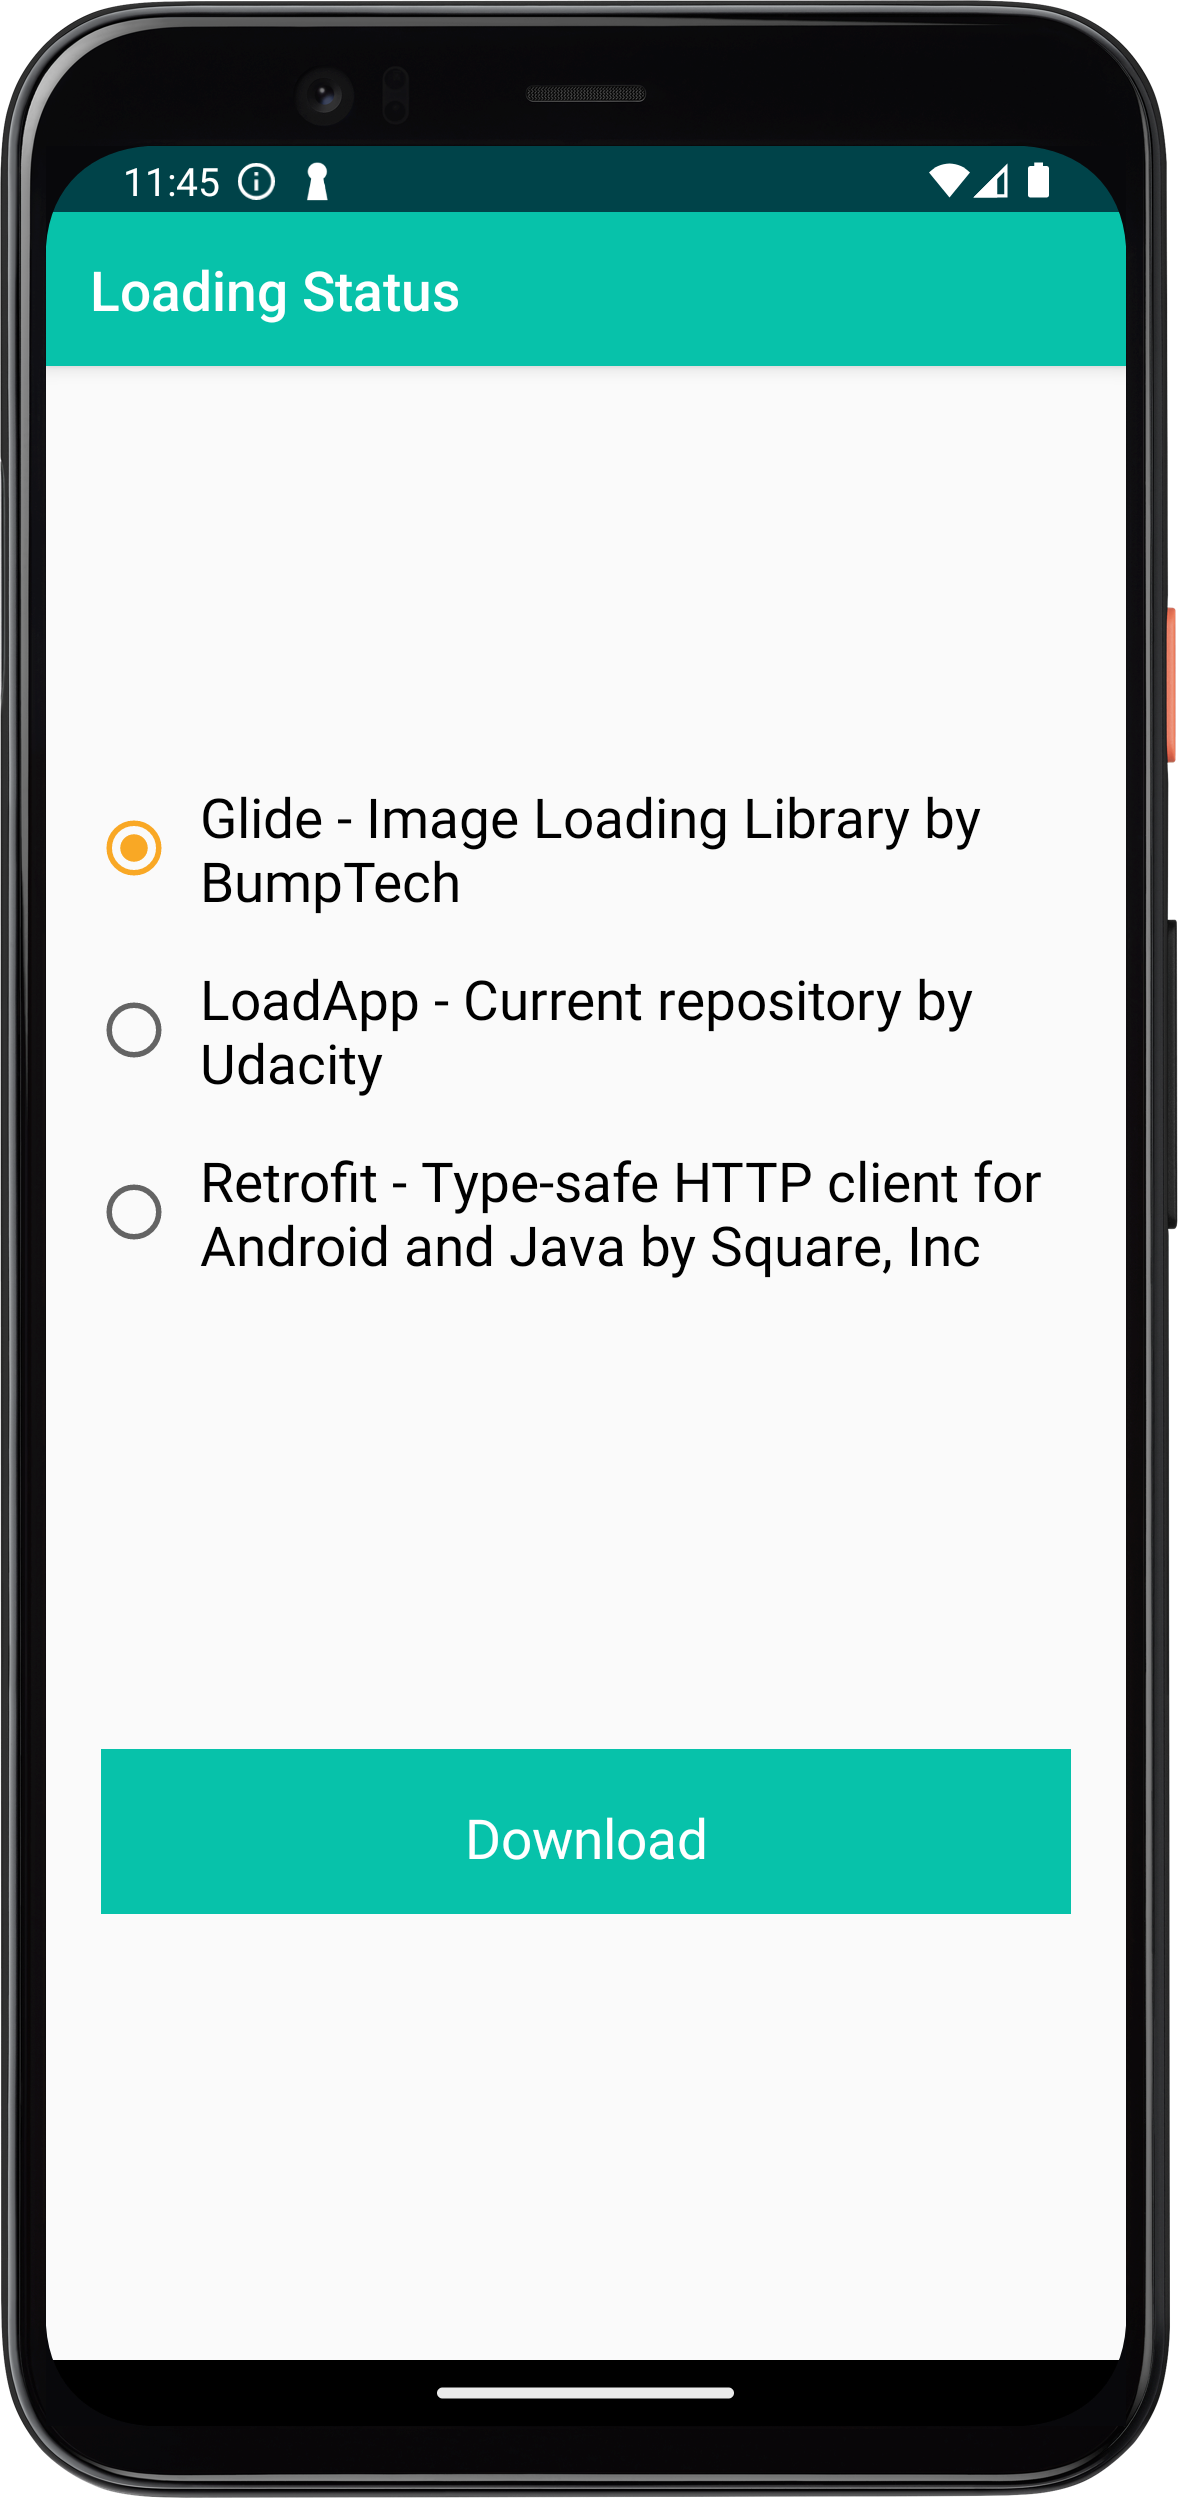 11:45
Loading Status
Glide - Image Loading Library by
BumpTech
LoadApp - Current repository by
Udacity
Retrofit - Type-safe HTTP client for
Android and Java by Square, Inc
Download